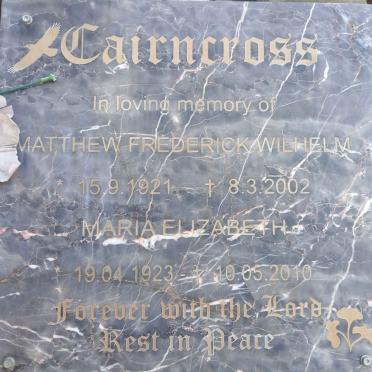 Cairncross
In loving memory of
MATTHEW FREDERICK WILHELM
* 15.9.1921 – † 8.3.2002
MARIA ELIZABETH
* 19.04.1923 – † 10.05.2010
Forever with the Lord
Rest in Peace